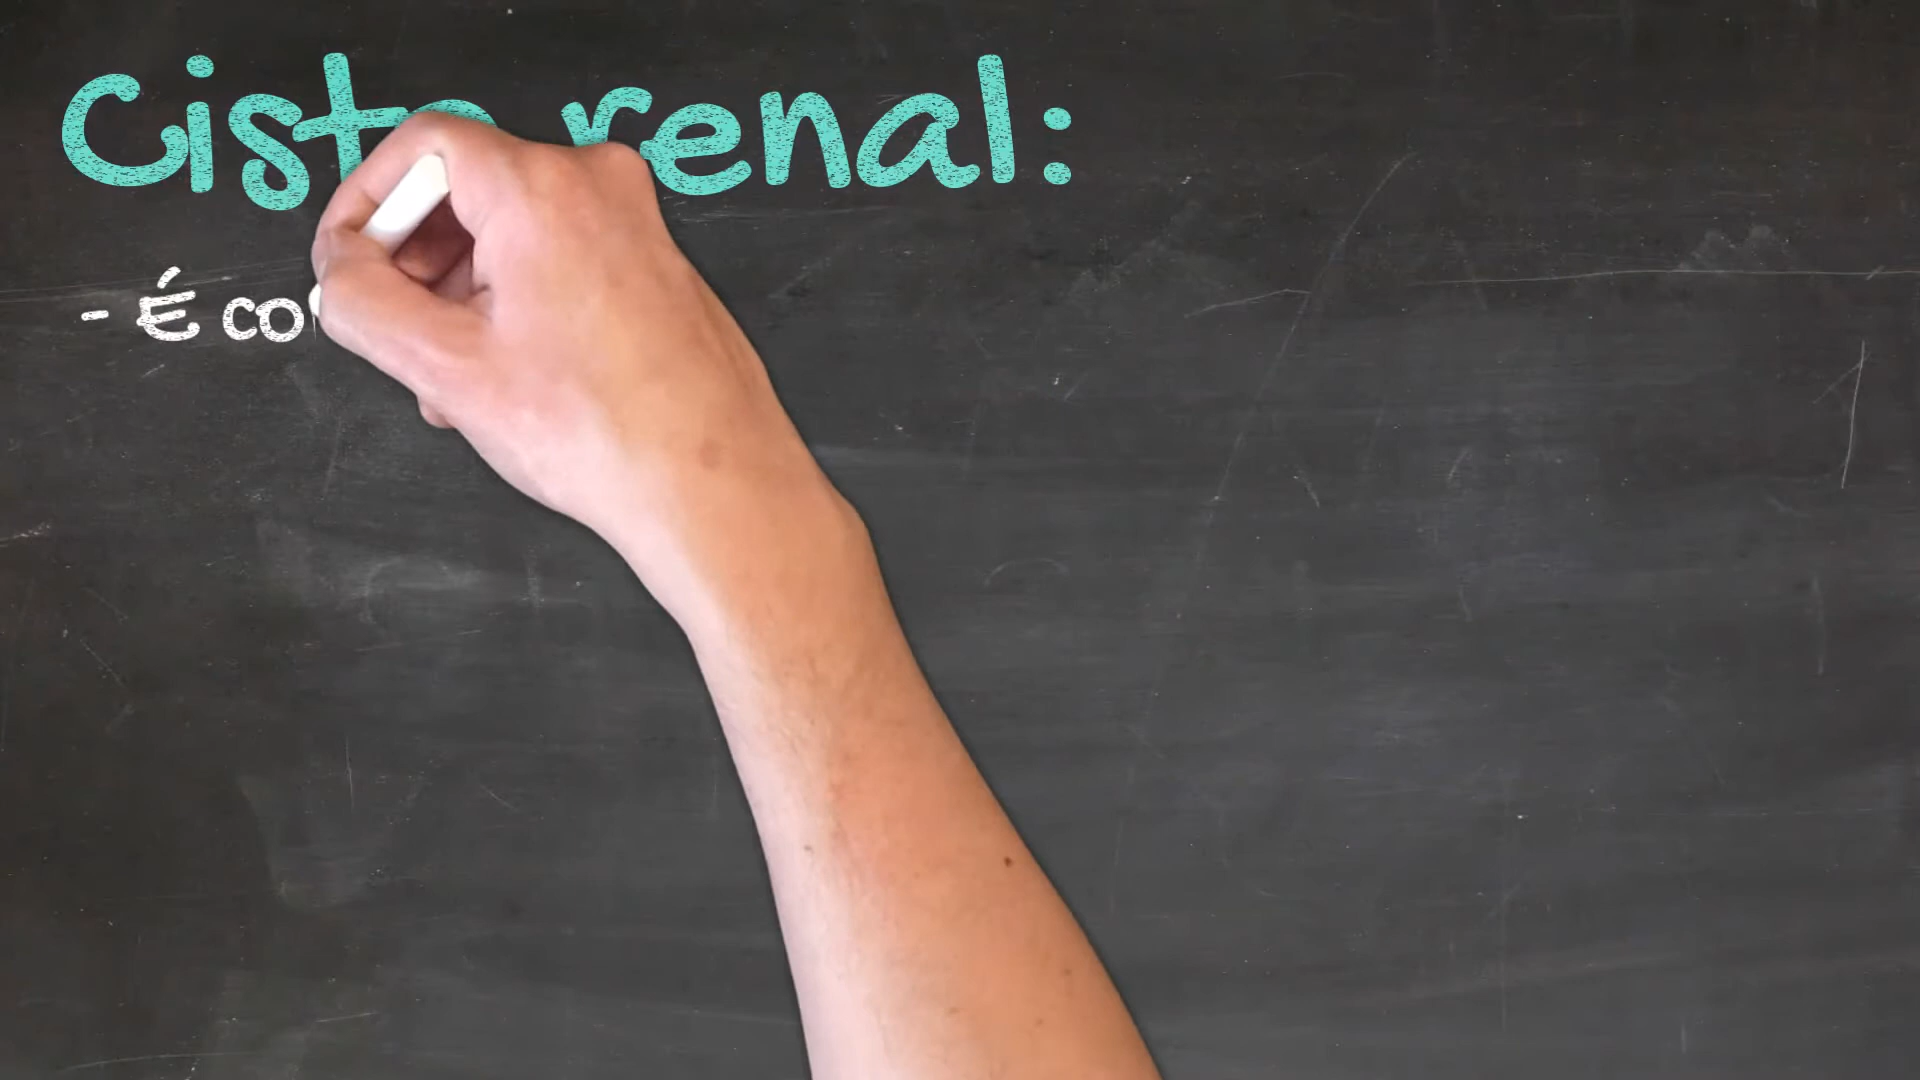 Cisto renal:
- É co